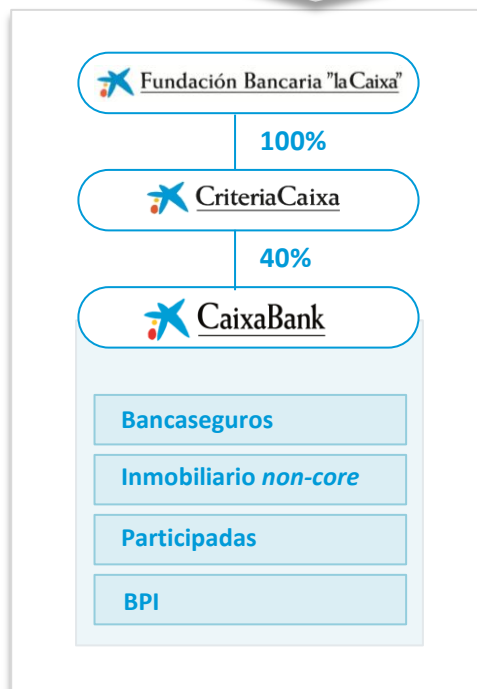 Fundación Bancaria "la Caixa"
100%
CriteriaCaixa
40%
CaixaBank
Bancaseguros
Inmobiliario non-core
Participadas
BPI